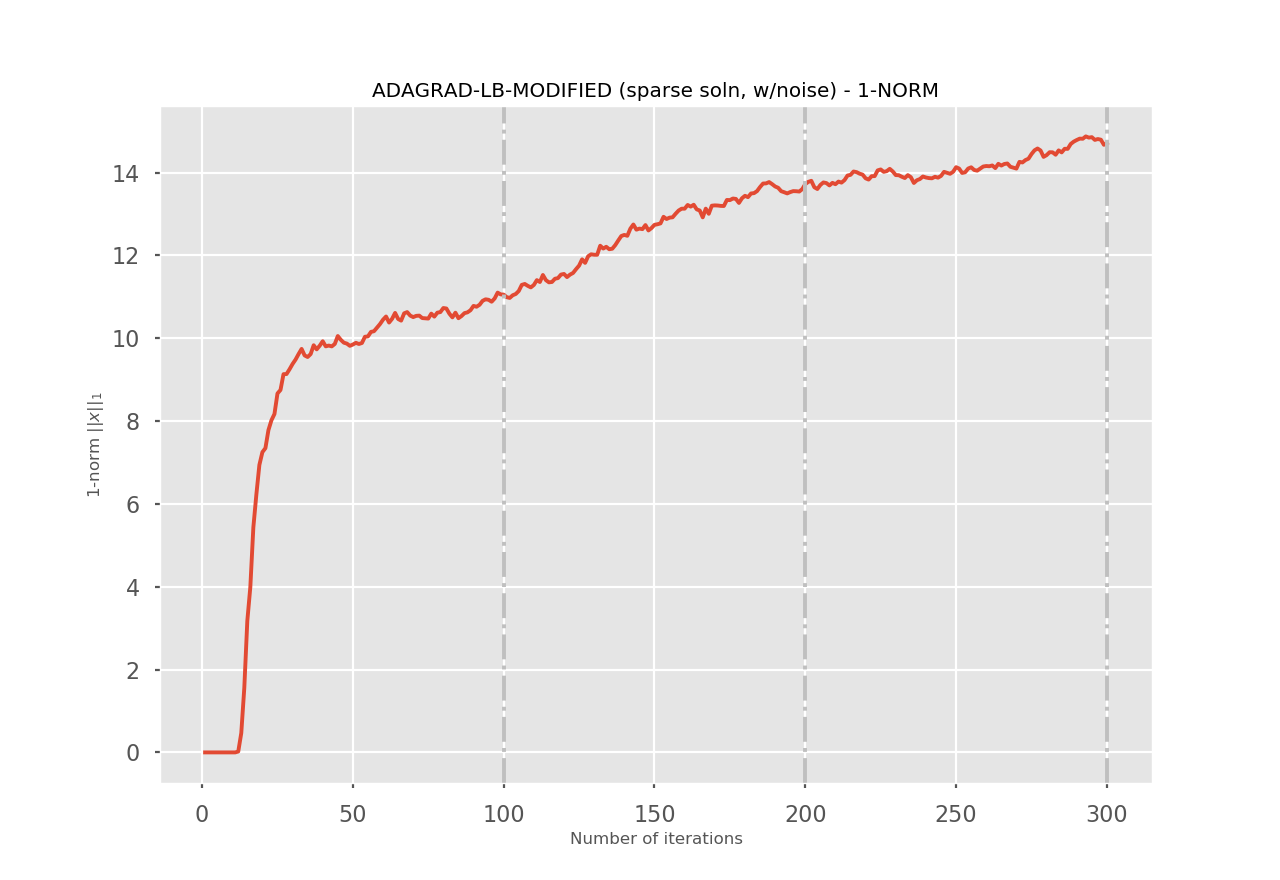 ADAGRAD-LB-MODIFIED (sparse soln, w/noise) - 1-NORM
1-norm ||x||₁
14
12
10
8
6
4
2
0
0 50 100 150 200 250 300
Number of iterations